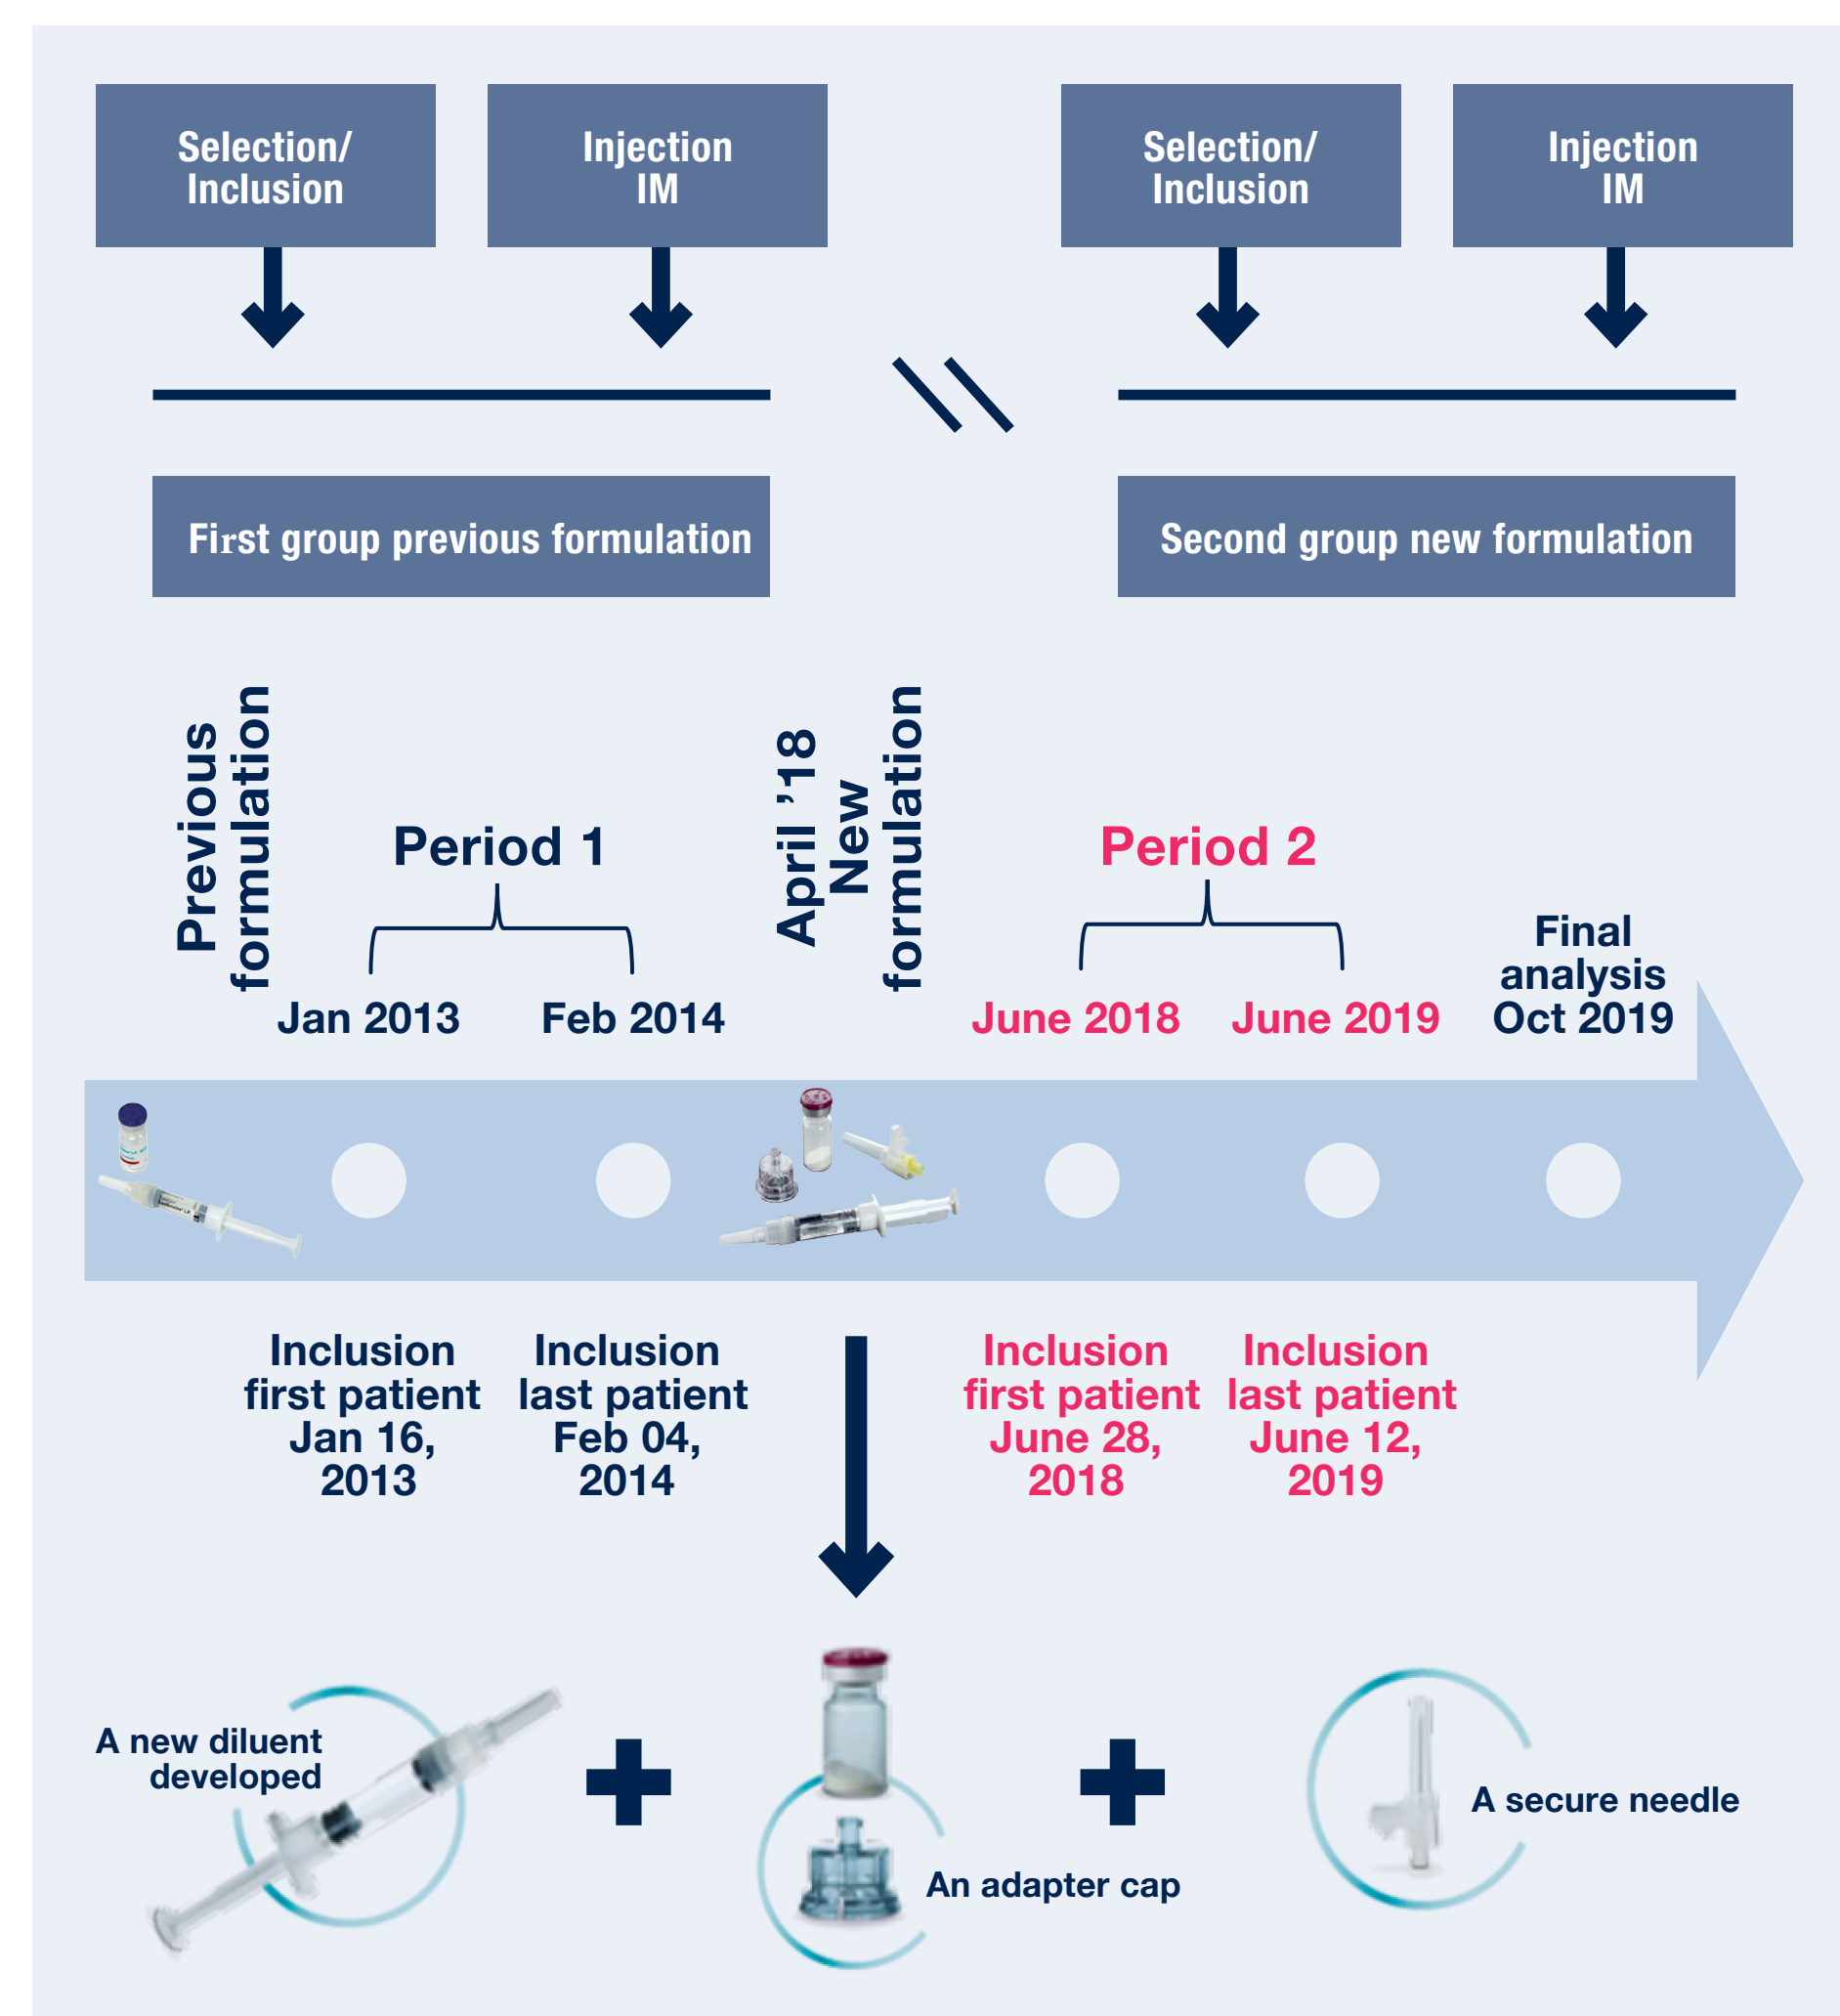 Selection/
Inclusion
Injection
IM
Selection/
Inclusion
Injection
IM
First group previous formulation
Second group new formulation
Previous
formulation
Period 1
Jan 2013
Feb 2014
April ’18
New
formulation
Period 2
June 2018
June 2019
Final
analysis
Oct 2019
Inclusion
first patient
Jan 16,
2013
Inclusion
last patient
Feb 04,
2014
Inclusion
first patient
June 28,
2018
Inclusion
last patient
June 12,
2019
A new diluent
developed
An adapter cap
A secure needle